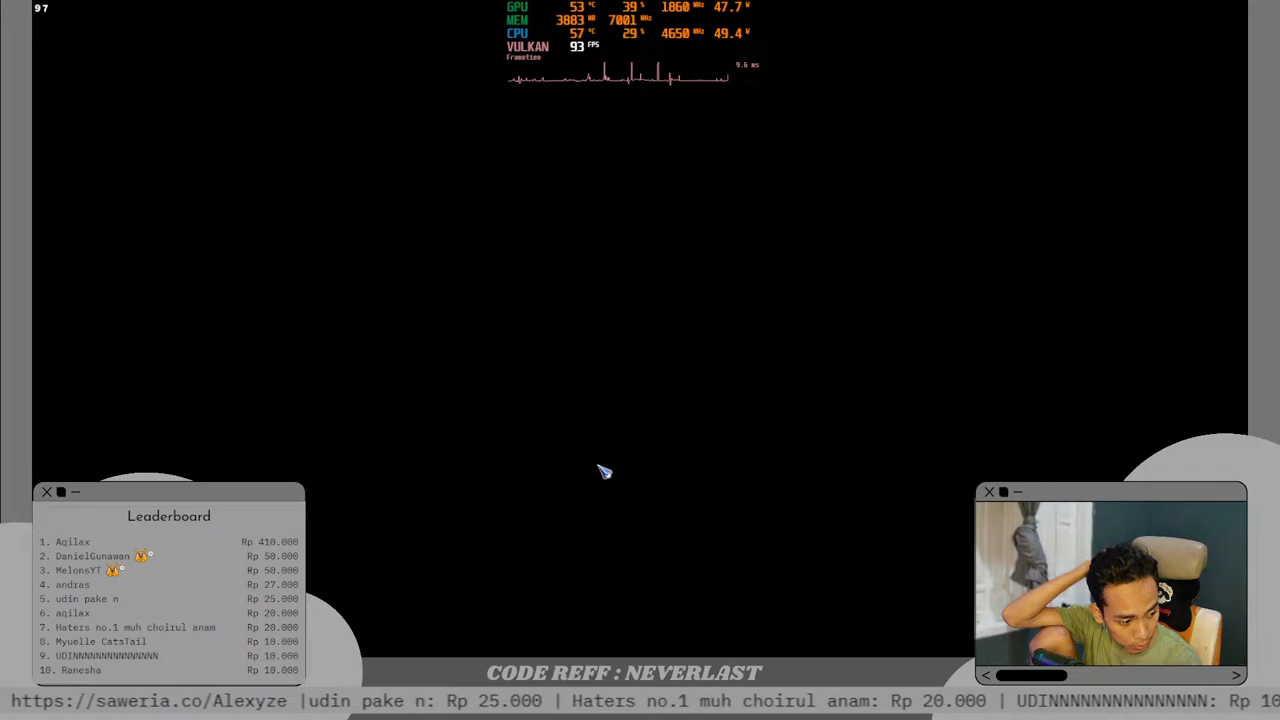 97
GPU 53 °C 39 % 1860 MHz 47.7 W
MEM 3883 MB 7001 MHz
CPU 57 °C 29 % 4650 MHz 49.4 W
VULKAN 93 FPS
Frametime
9.6 ms
Leaderboard
1. Aqilax Rp 410.000
2. DanielGunawan Rp 50.000
3. MelonsYT Rp 50.000
4. andras Rp 27.000
5. udin pake n Rp 25.000
6. aqilax Rp 20.000
7. Haters no.1 muh choirul anam Rp 20.000
8. Myuelle CatsTail Rp 10.000
9. UDINNNNNNNNNNNNNN Rp 10.000
10. Ranesha Rp 10.000
CODE REFF : NEVERLAST
https://saweria.co/Alexyze |udin pake n: Rp 25.000 | Haters no.1 muh choirul anam: Rp 20.000 | UDINNNNNNNNNNNNNN: Rp 10